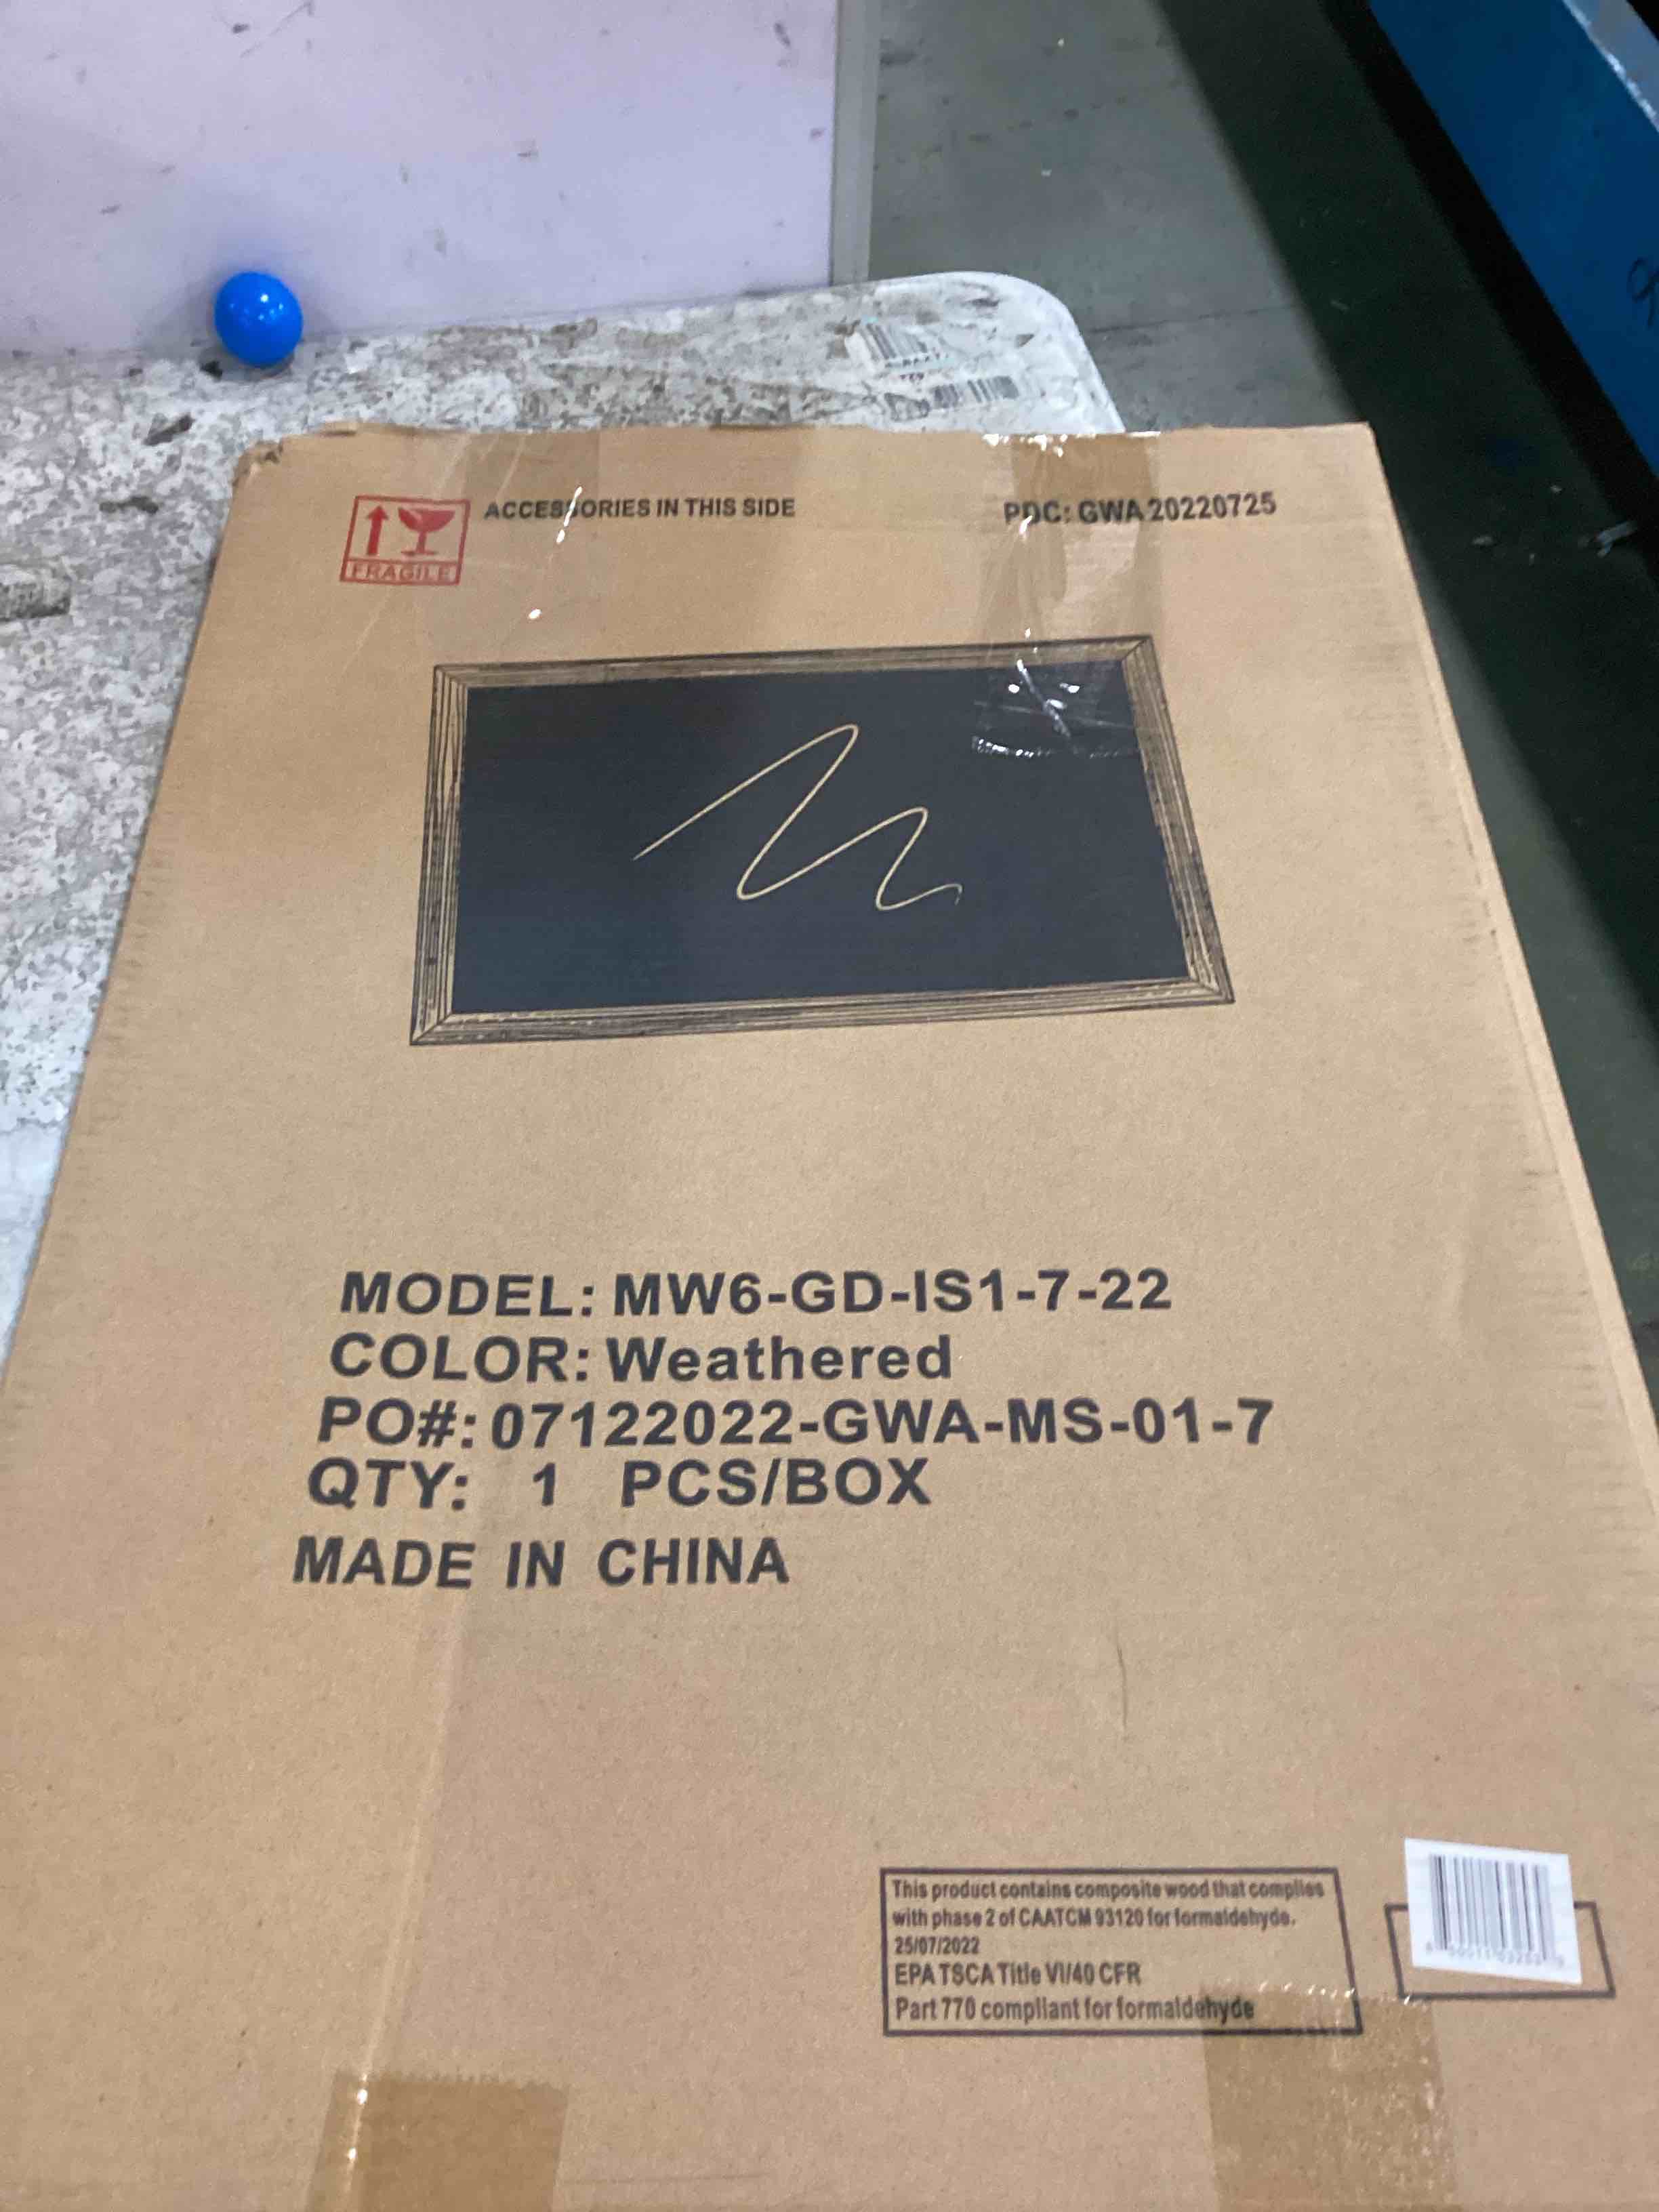 ACCESSORIES IN THIS SIDE
PDC: GWA 20220725
FRAGILE
MODEL: MW6-GD-IS1-7-22
COLOR: Weathered
PO#: 07122022-GWA-MS-01-7
QTY: 1 PCS/BOX
MADE IN CHINA
This product contains composite wood that complies
with phase 2 of CAATCM 93120 for formaldehyde.
25/07/2022
EPA TSCA Title VI/40 CFR
Part 770 compliant for formaldehyde